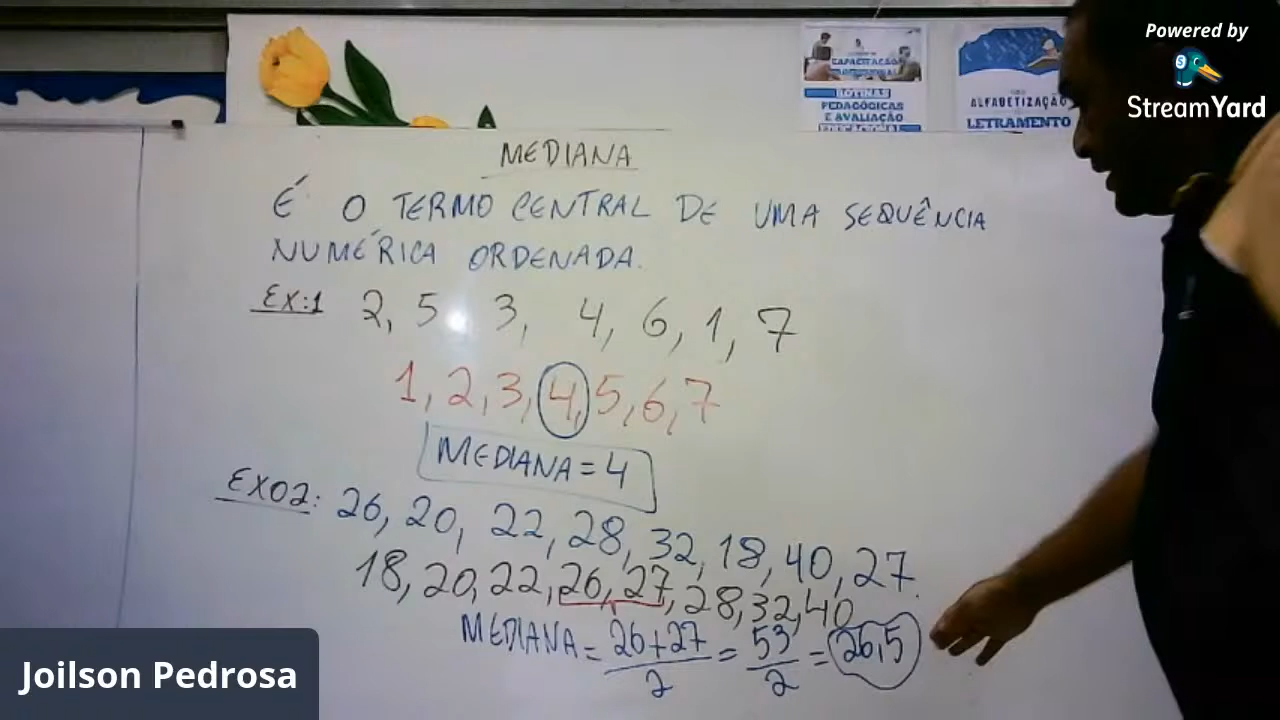 Powered by
StreamYard
CAPACITAÇÃO
ROTINAS
PEDAGÓGICAS
E AVALIAÇÃO
EDUCACIONAL
ALFABETIZAÇÃO
LETRAMENTO
MEDIANA
É O TERMO CENTRAL DE UMA SEQUÊNCIA
NUMÉRICA ORDENADA.
EX:1 2, 5 3, 4, 6, 1, 7
1, 2, 3, 4, 5, 6, 7
MEDIANA = 4
EX02: 26, 20, 22, 28, 32, 18, 40, 27.
18, 20, 22, 26, 27, 28, 32, 40
MEDIANA = 26+27/2 = 53/2 = 26,5
Joilson Pedrosa